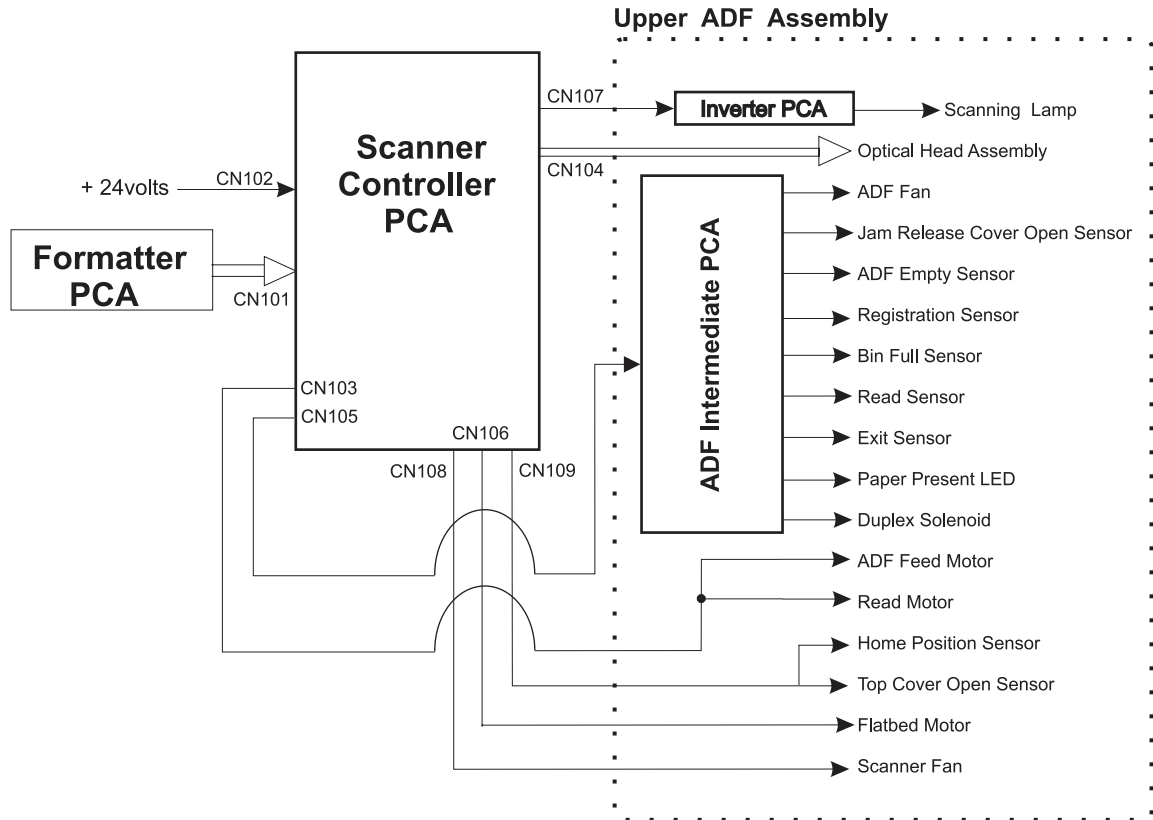 Upper ADF Assembly
CN107
Inverter PCA
Scanning Lamp
Scanner
Controller
PCA
CN104
Optical Head Assembly
+ 24volts
CN102
ADF Fan
Formatter
PCA
CN101
Jam Release Cover Open Sensor
ADF Empty Sensor
ADF Intermediate PCA
Registration Sensor
Bin Full Sensor
CN103
Read Sensor
CN105
CN106
Exit Sensor
CN108
CN109
Paper Present LED
Duplex Solenoid
ADF Feed Motor
Read Motor
Home Position Sensor
Top Cover Open Sensor
Flatbed Motor
Scanner Fan